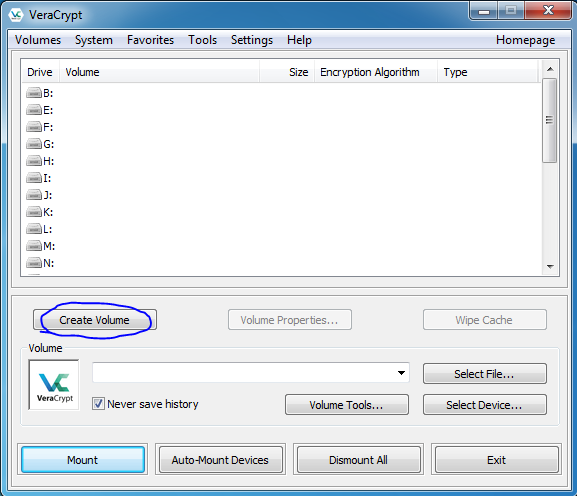 VeraCrypt
Volumes System Favorites Tools Settings Help Homepage
Drive Volume Size Encryption Algorithm Type
B:
E:
F:
G:
H:
I:
J:
K:
L:
M:
N:
Create Volume Volume Properties... Wipe Cache
Volume
VeraCrypt
Select File...
Never save history Volume Tools... Select Device...
Mount Auto-Mount Devices Dismount All Exit